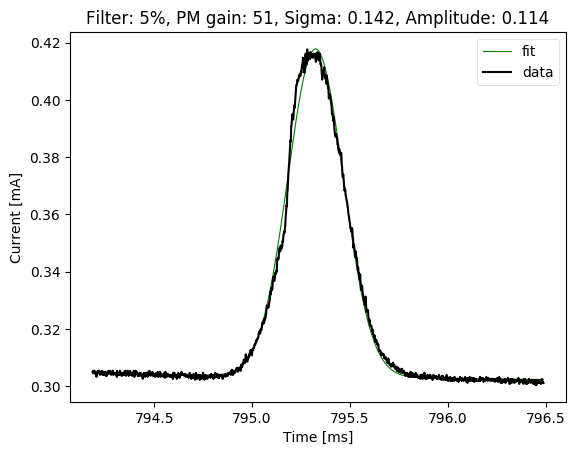 Filter: 5%, PM gain: 51, Sigma: 0.142, Amplitude: 0.114
fit
data
0.42
0.40
0.38
0.36
0.34
0.32
0.30
Current [mA]
794.5
795.0
795.5
796.0
796.5
Time [ms]